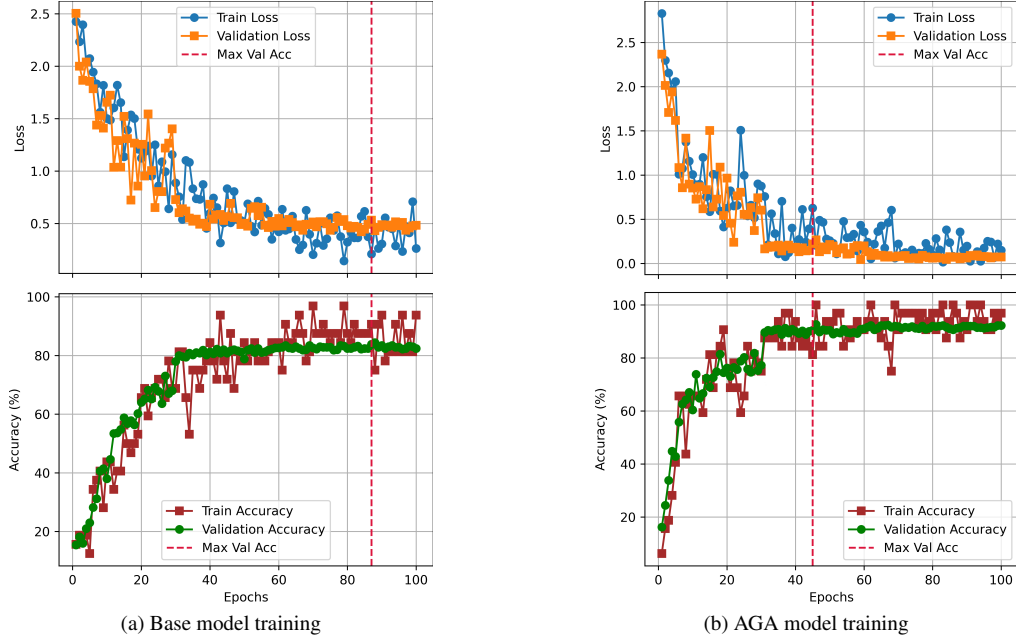 2.5
2.0
1.5
1.0
0.5
Loss
Train Loss
Validation Loss
Max Val Acc
100
80
60
40
20
Accuracy (%)
Train Accuracy
Validation Accuracy
Max Val Acc
0 20 40 60 80 100
Epochs
(a) Base model training
2.5
2.0
1.5
1.0
0.5
0.0
Loss
Train Loss
Validation Loss
Max Val Acc
100
80
60
40
20
Accuracy (%)
Train Accuracy
Validation Accuracy
Max Val Acc
0 20 40 60 80 100
Epochs
(b) AGA model training